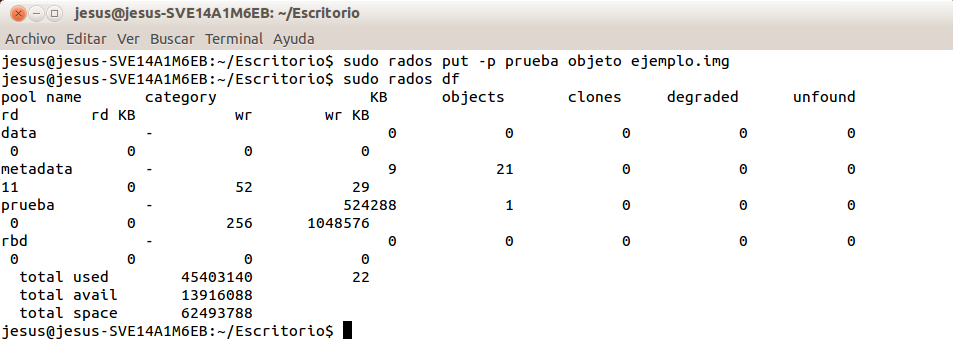 jesus@jesus-SVE14A1M6EB: ~/Escritorio
Archivo Editar Ver Buscar Terminal Ayuda
jesus@jesus-SVE14A1M6EB:~/Escritorio$ sudo rados put -p prueba objeto ejemplo.img
jesus@jesus-SVE14A1M6EB:~/Escritorio$ sudo rados df
pool name       category                 KB      objects       clones     degraded      unfound
rd        rd KB           wr        wr KB
data            -                          0            0            0            0            0
 0            0            0            0
metadata        -                          9           21            0            0            0
11            0           52           29
prueba          -                     524288            1            0            0            0
 0            0          256      1048576
rbd             -                          0            0            0            0            0
 0            0            0            0
  total used        45403140           22
  total avail       13916088
  total space       62493788
jesus@jesus-SVE14A1M6EB:~/Escritorio$